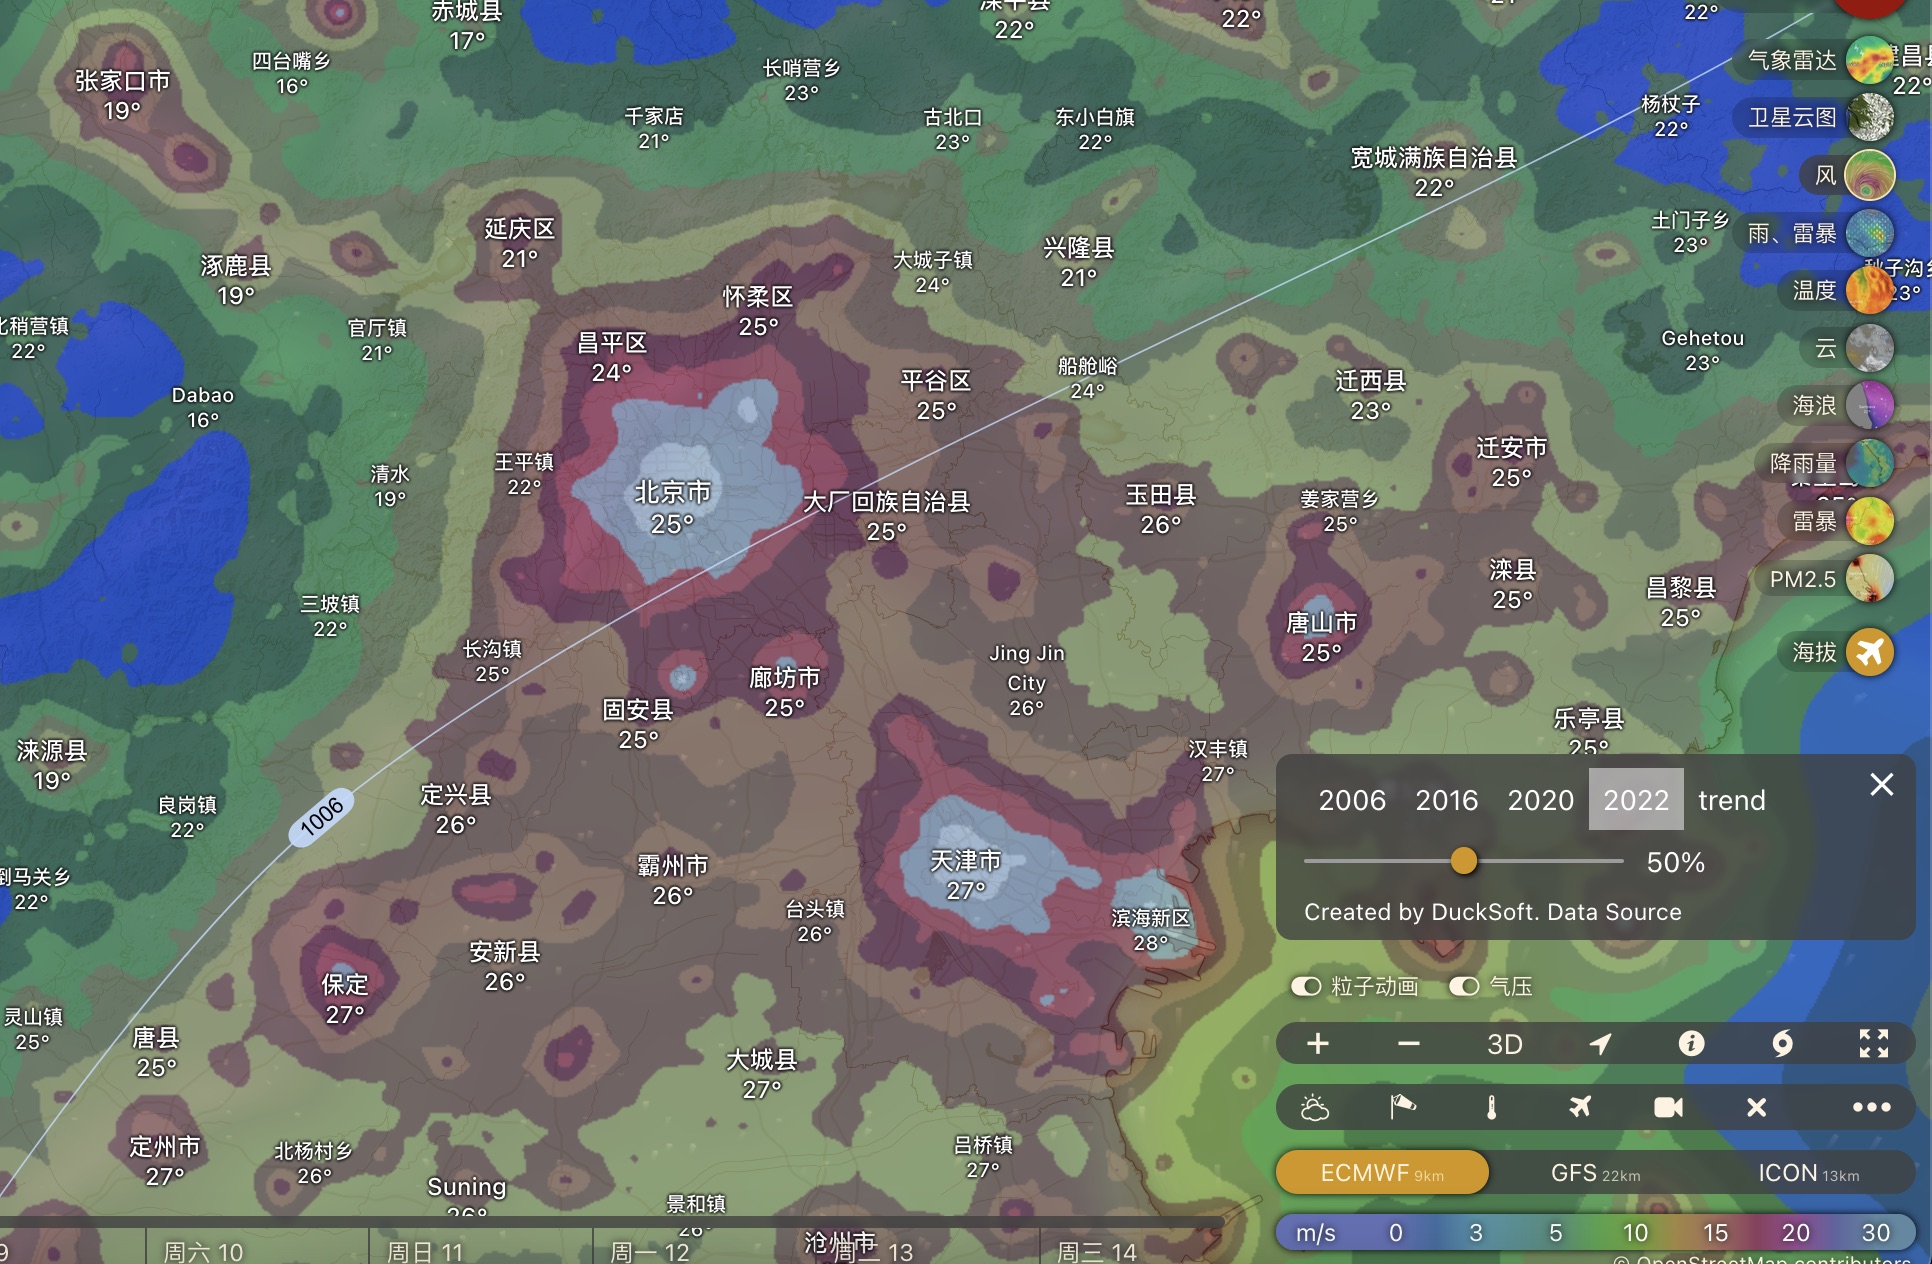 赤城县
17°
滦平县
22°
22°
22°
张家口市
19°
四台嘴乡
16°
长哨营乡
23°
千家店
21°
古北口
23°
东小白旗
22°
杨杖子
22°
22°
宽城满族自治县
22°
气象雷达
卫星云图
风
雨、雷暴
温度
云
海浪
降雨量
雷暴
PM2.5
海拔
延庆区
21°
涿鹿县
19°
大城子镇
24°
兴隆县
21°
土门子乡
23°
23°
怀柔区
25°
北稍营镇
22°
官厅镇
21°
昌平区
24°
平谷区
25°
船舱峪
24°
迁西县
23°
Gehetou
23°
Dabao
16°
清水
19°
王平镇
22°
北京市
25°
大厂回族自治县
25°
玉田县
26°
姜家营乡
25°
迁安市
25°
滦县
25°
昌黎县
25°
三坡镇
22°
长沟镇
25°
唐山市
25°
Jing Jin
City
26°
廊坊市
25°
固安县
25°
乐亭县
25°
涞源县
19°
汉丰镇
27°
良岗镇
22°
1006
定兴县
26°
霸州市
26°
天津市
27°
倒马关乡
22°
台头镇
26°
滨海新区
28°
安新县
26°
保定
27°
灵山镇
25°
唐县
25°
大城县
27°
定州市
27°
北杨村乡
26°
吕桥镇
27°
Suning
26°
景和镇
26°
沧州市
2006 2016 2020 2022 trend
50%
Created by DuckSoft. Data Source
粒子动画 气压
+ − 3D
ECMWF 9km GFS 22km ICON 13km
m/s 0 3 5 10 15 20 30
© OpenStreetMap contributors
9 周六 10 周日 11 周一 12 周二 13 周三 14